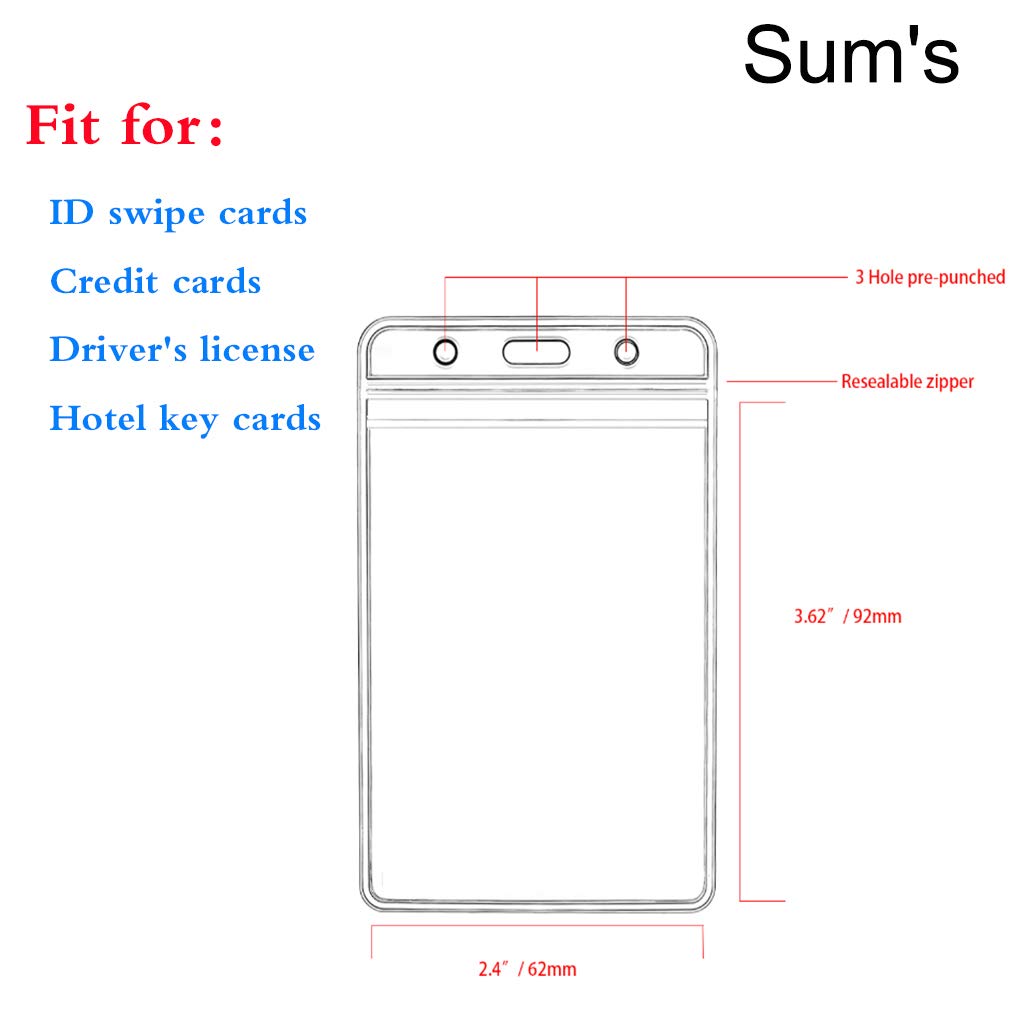 Sum's
Fit for:
ID swipe cards
Credit cards
Driver's license
Hotel key cards
3 Hole pre-punched
Resealable zipper
3.62" / 92mm
2.4" / 62mm